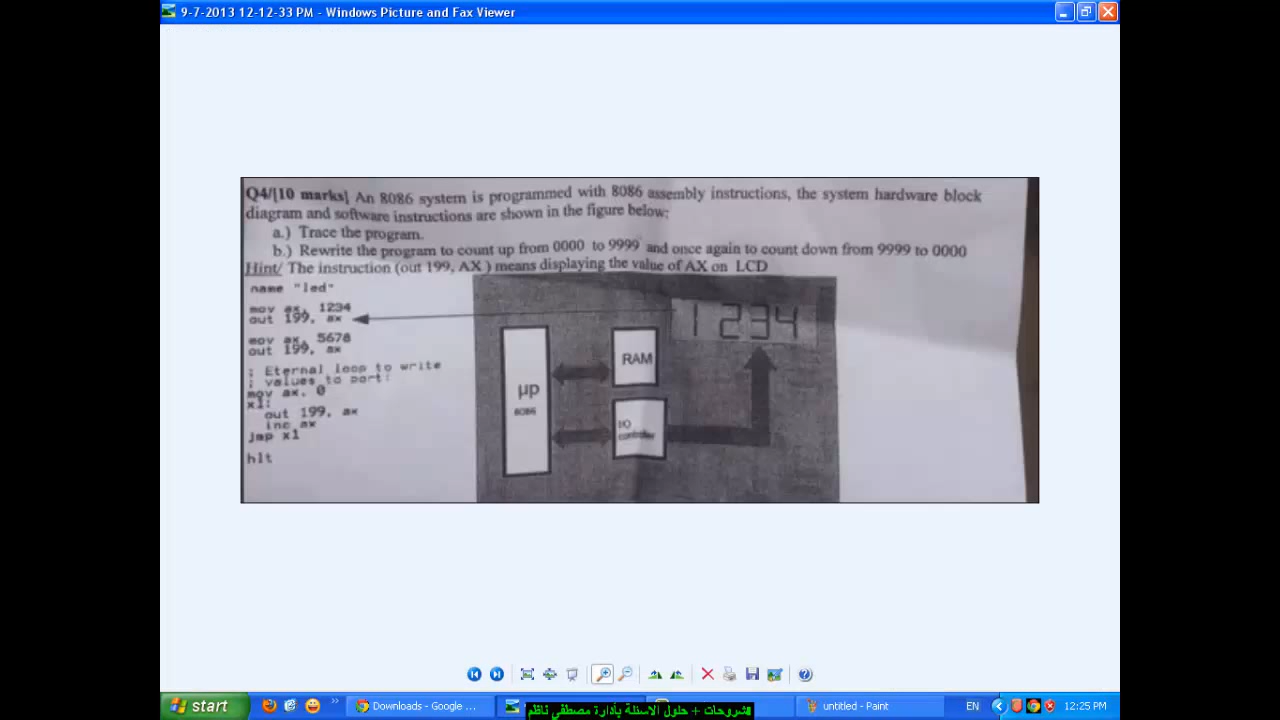 9-7-2013 12-12-33 PM - Windows Picture and Fax Viewer
Q4/[10 marks] An 8086 system is programmed with 8086 assembly instructions, the system hardware block
diagram and software instructions are shown in the figure below:
a.) Trace the program.
b.) Rewrite the program to count up from 0000 to 9999 and once again to count down from 9999 to 0000
Hint/ The instruction (out 199, AX ) means displaying the value of AX on LCD
name "led"
mov ax, 1234
out 199, ax
mov ax, 5678
out 199, ax
; Eternal loop to write
; values to port:
mov ax, 0
x1:
out 199, ax
inc ax
jmp x1
hlt
1234
RAM
µp
8086
I/O
controller
start
Downloads - Google ...
شروحات + حلول الاسئلة بأدارة مصطفى ناظم
untitled - Paint
EN
12:25 PM